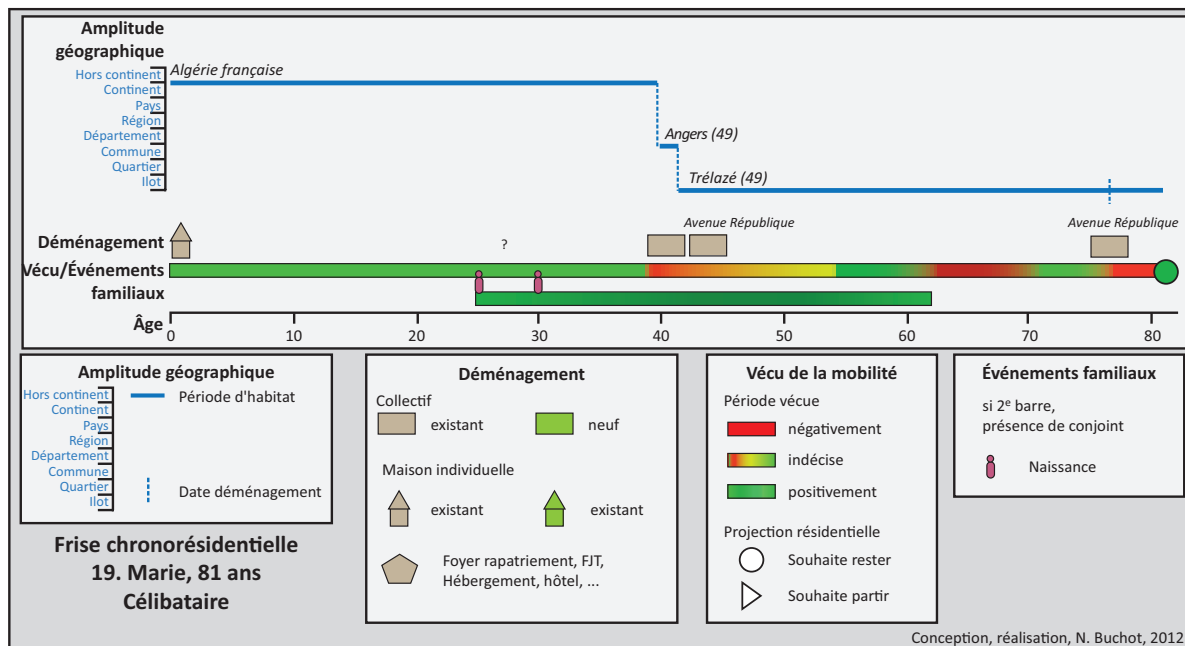 Amplitude
géographique
Hors continent
Continent
Pays
Région
Département
Commune
Quartier
Ilot
Algérie française
Angers (49)
Trélazé (49)
Déménagement
?
Avenue République
Avenue République
Vécu/Événements
familiaux
Âge
0 10 20 30 40 50 60 70 80
Amplitude géographique
Hors continent
Continent
Pays
Région
Département
Commune
Quartier
Ilot
Période d'habitat
Date déménagement
Frise chronorésidentielle
19. Marie, 81 ans
Célibataire
Déménagement
Collectif
existant neuf
Maison individuelle
existant existant
Foyer rapatriement, FJT,
Hébergement, hôtel, ...
Vécu de la mobilité
Période vécue
négativement
indécise
positivement
Projection résidentielle
Souhaite rester
Souhaite partir
Événements familiaux
si 2e barre,
présence de conjoint
Naissance
Conception, réalisation, N. Buchot, 2012